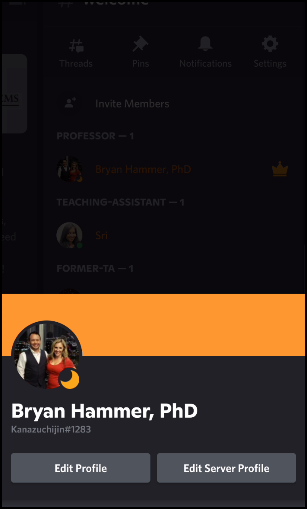 Welcome
Threads
Pins
Notifications
Settings
Invite Members
PROFESSOR — 1
Bryan Hammer, PhD
TEACHING-ASSISTANT — 1
FORMER-TA — 1
Bryan Hammer, PhD
Kanazuchijin#1283
Edit Profile
Edit Server Profile